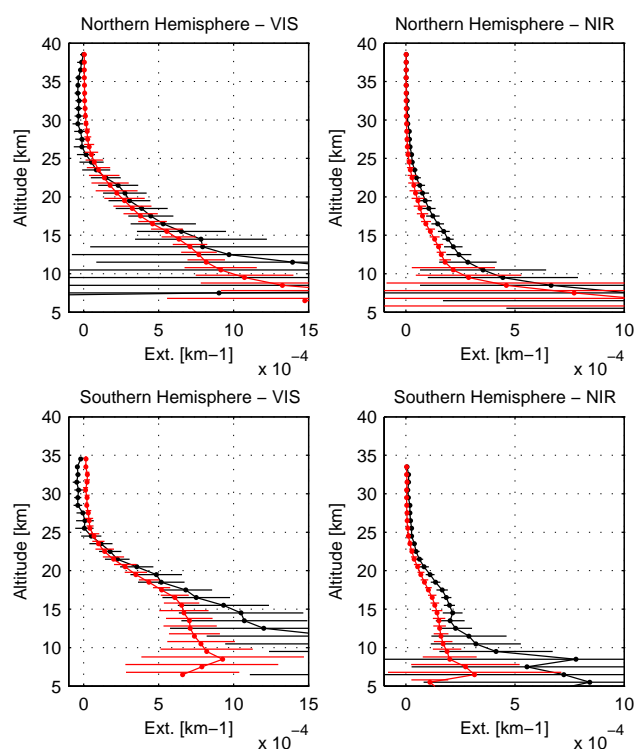 Northern Hemisphere − VIS
40
35
30
25
20
15
10
5
Altitude [km]
0
5
10
15
Ext. [km−1]
x 10⁻⁴
Northern Hemisphere − NIR
40
35
30
25
20
15
10
5
Altitude [km]
0
5
10
Ext. [km−1]
x 10⁻⁴
Southern Hemisphere − VIS
40
35
30
25
20
15
10
5
Altitude [km]
0
5
10
15
Ext. [km−1]
x 10⁻⁴
Southern Hemisphere − NIR
40
35
30
25
20
15
10
5
Altitude [km]
0
5
10
Ext. [km−1]
x 10⁻⁴